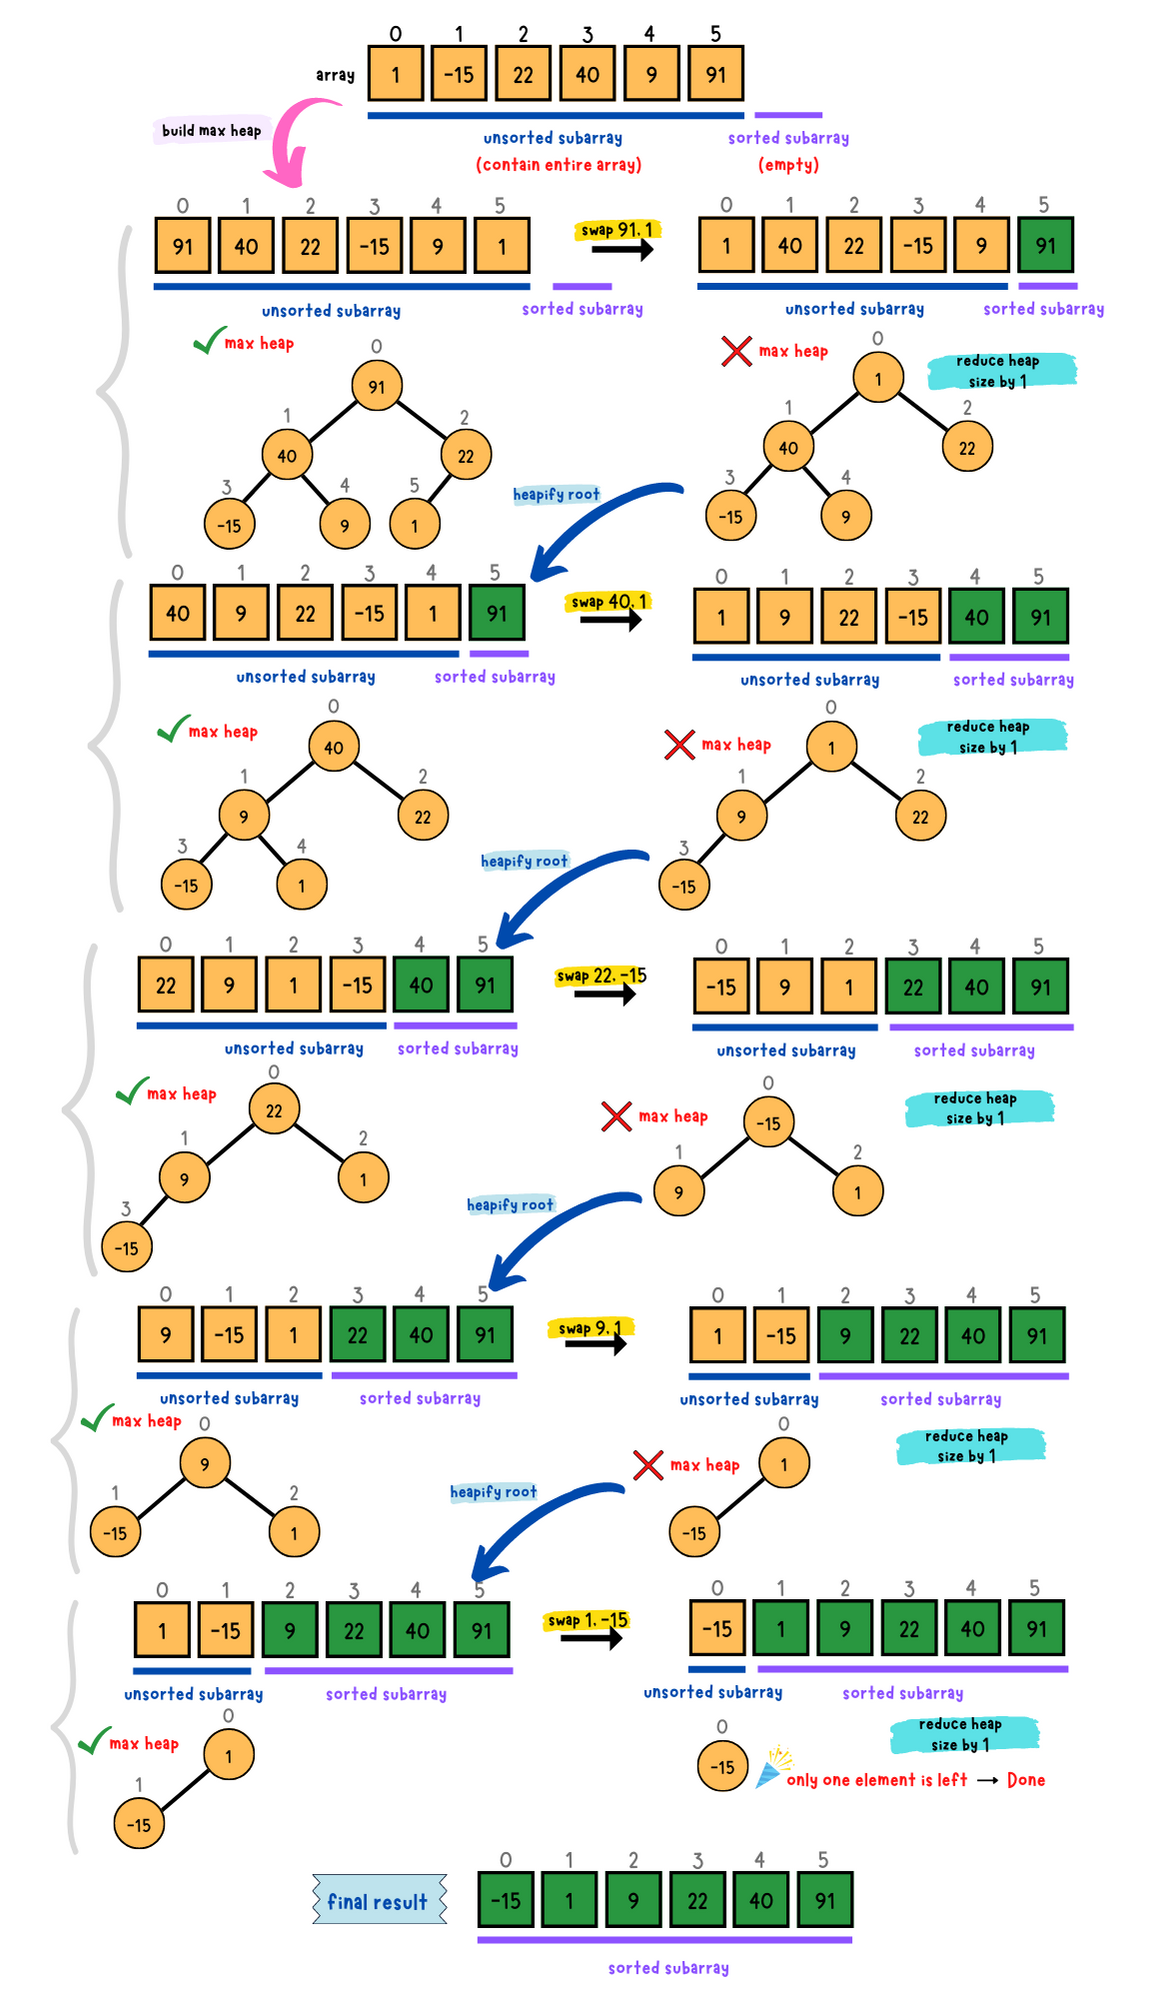 0 1 2 3 4 5
array 1 -15 22 40 9 91
build max heap
unsorted subarray sorted subarray
(contain entire array) (empty)
0 1 2 3 4 5
91 40 22 -15 9 1
unsorted subarray sorted subarray
swap 91, 1
0 1 2 3 4 5
1 40 22 -15 9 91
unsorted subarray sorted subarray
max heap
0
91
1 2
40 22
3 4 5
-15 9 1
max heap
reduce heap
size by 1
0
1
1 2
40 22
3 4
-15 9
heapify root
0 1 2 3 4 5
40 9 22 -15 1 91
unsorted subarray sorted subarray
swap 40, 1
0 1 2 3 4 5
1 9 22 -15 40 91
unsorted subarray sorted subarray
max heap
0
40
1 2
9 22
3 4
-15 1
max heap
reduce heap
size by 1
0
1
1 2
9 22
3
-15
heapify root
0 1 2 3 4 5
22 9 1 -15 40 91
unsorted subarray sorted subarray
swap 22, -15
0 1 2 3 4 5
-15 9 1 22 40 91
unsorted subarray sorted subarray
max heap
0
22
1 2
9 1
3
-15
max heap
reduce heap
size by 1
0
-15
1 2
9 1
heapify root
0 1 2 3 4 5
9 -15 1 22 40 91
unsorted subarray sorted subarray
swap 9, 1
0 1 2 3 4 5
1 -15 9 22 40 91
unsorted subarray sorted subarray
max heap
0
9
1 2
-15 1
max heap
reduce heap
size by 1
0
1
-15
heapify root
0 1 2 3 4 5
1 -15 9 22 40 91
unsorted subarray sorted subarray
swap 1, -15
0 1 2 3 4 5
-15 1 9 22 40 91
unsorted subarray sorted subarray
max heap
0
1
1
-15
reduce heap
size by 1
0
-15
only one element is left → Done
0 1 2 3 4 5
final result -15 1 9 22 40 91
sorted subarray